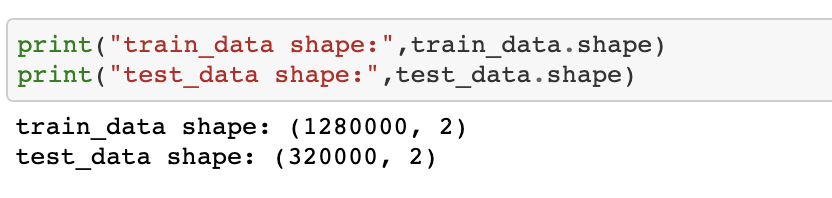 print("train_data shape:",train_data.shape)
print("test_data shape:",test_data.shape)
train_data shape: (1280000, 2)
test_data shape: (320000, 2)